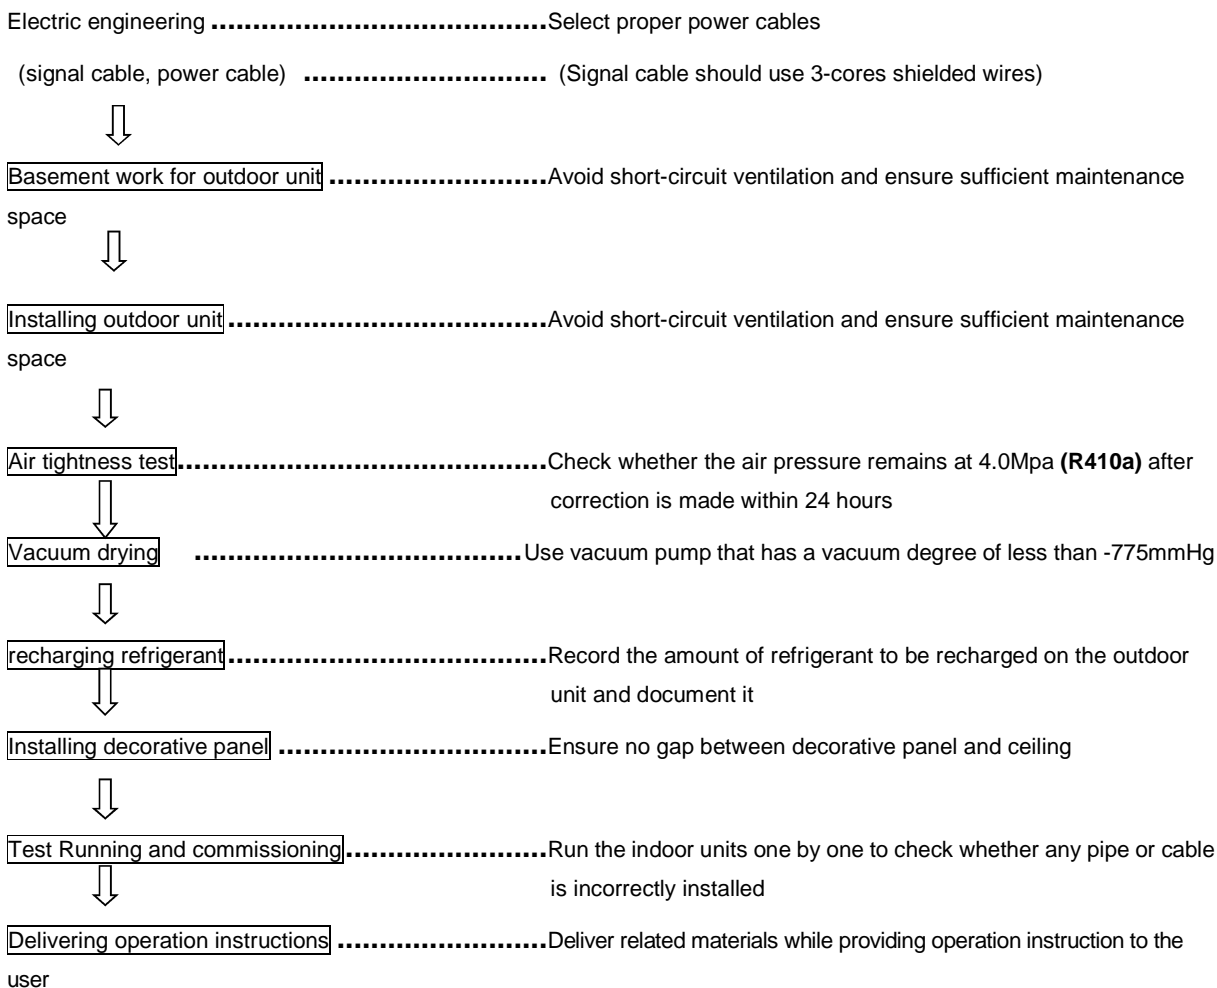 Electric engineering ........................................Select proper power cables
(signal cable, power cable) ............................. (Signal cable should use 3-cores shielded wires)
Basement work for outdoor unit ..........................Avoid short-circuit ventilation and ensure sufficient maintenance
space
Installing outdoor unit ......................................Avoid short-circuit ventilation and ensure sufficient maintenance
space
Air tightness test............................................Check whether the air pressure remains at 4.0Mpa (R410a) after
correction is made within 24 hours
Vacuum drying .......................................Use vacuum pump that has a vacuum degree of less than -775mmHg
recharging refrigerant ......................................Record the amount of refrigerant to be recharged on the outdoor
unit and document it
Installing decorative panel ................................Ensure no gap between decorative panel and ceiling
Test Running and commissioning........................Run the indoor units one by one to check whether any pipe or cable
is incorrectly installed
Delivering operation instructions .........................Deliver related materials while providing operation instruction to the
user